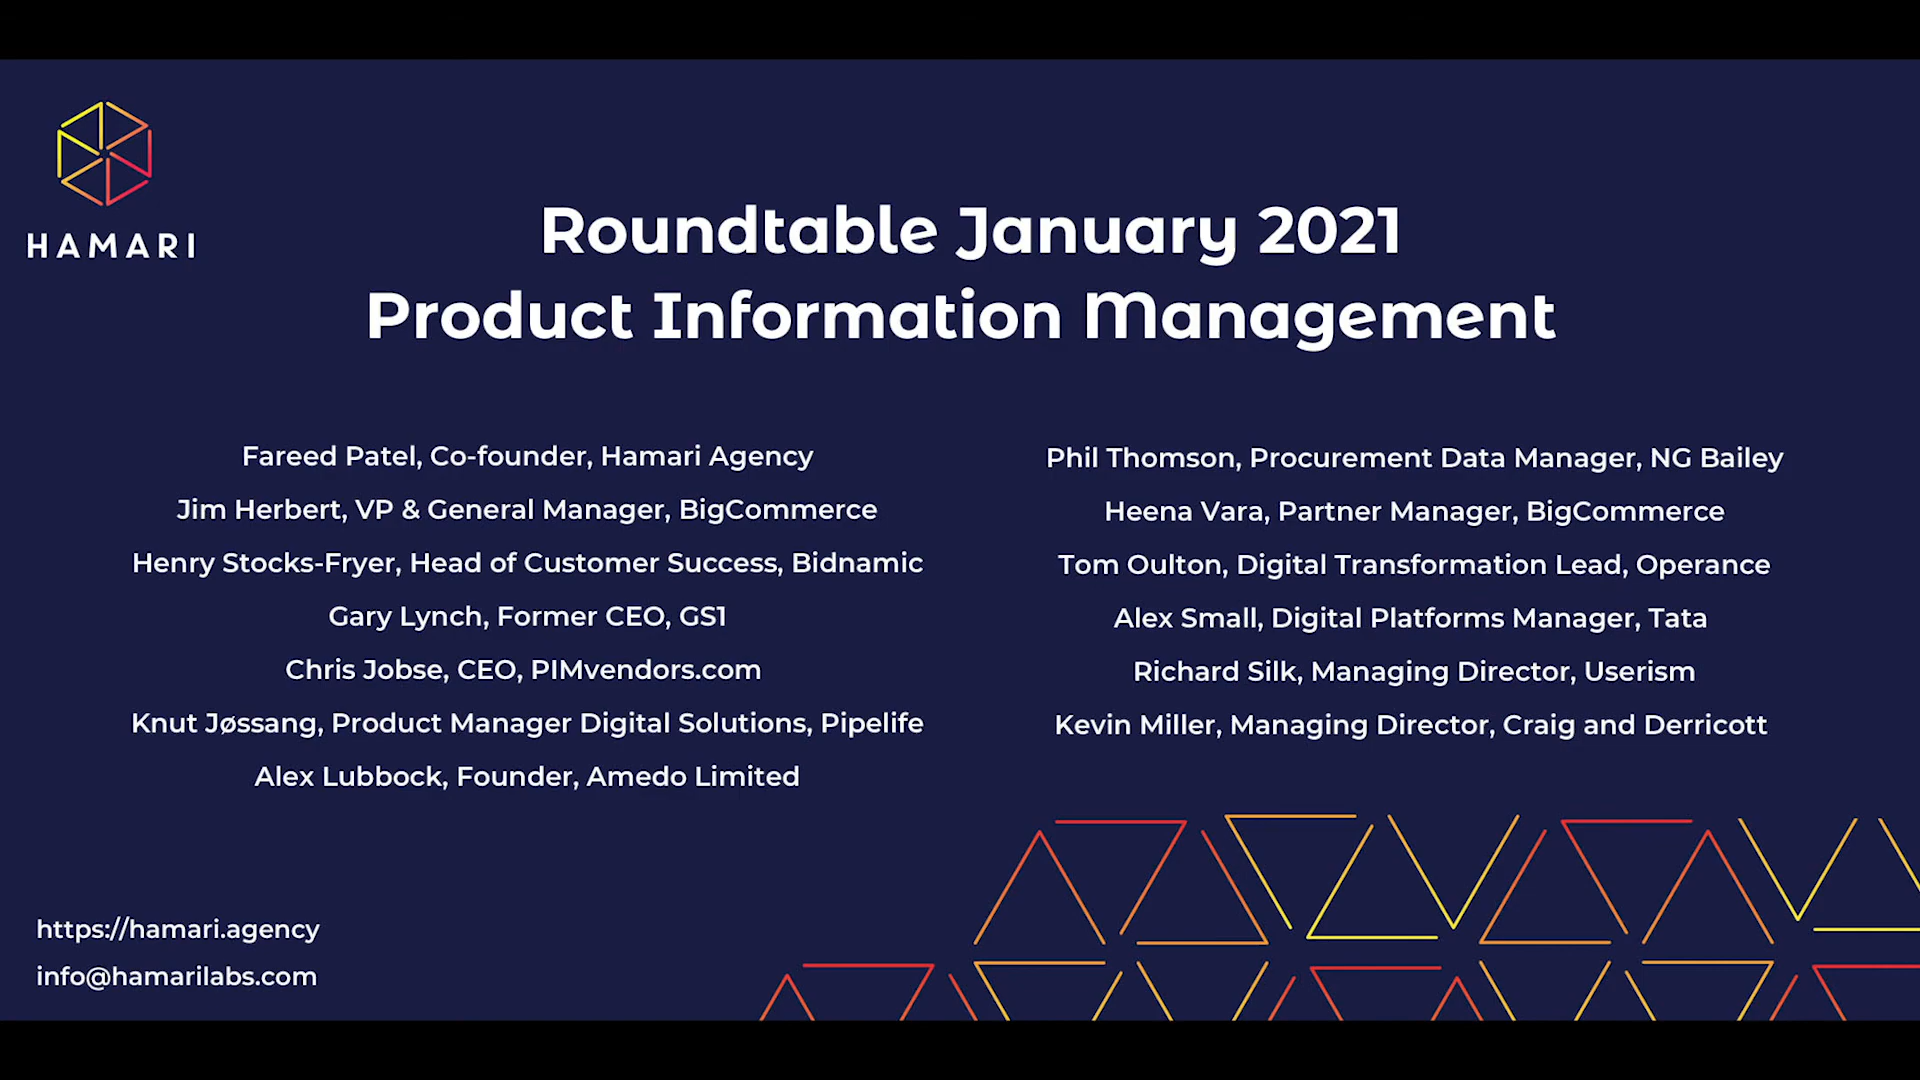 HAMARI
Roundtable January 2021
Product Information Management
Fareed Patel, Co-founder, Hamari Agency
Jim Herbert, VP & General Manager, BigCommerce
Henry Stocks-Fryer, Head of Customer Success, Bidnamic
Gary Lynch, Former CEO, GS1
Chris Jobse, CEO, PIMvendors.com
Knut Jøssang, Product Manager Digital Solutions, Pipelife
Alex Lubbock, Founder, Amedo Limited
Phil Thomson, Procurement Data Manager, NG Bailey
Heena Vara, Partner Manager, BigCommerce
Tom Oulton, Digital Transformation Lead, Operance
Alex Small, Digital Platforms Manager, Tata
Richard Silk, Managing Director, Userism
Kevin Miller, Managing Director, Craig and Derricott
https://hamari.agency
info@hamarilabs.com